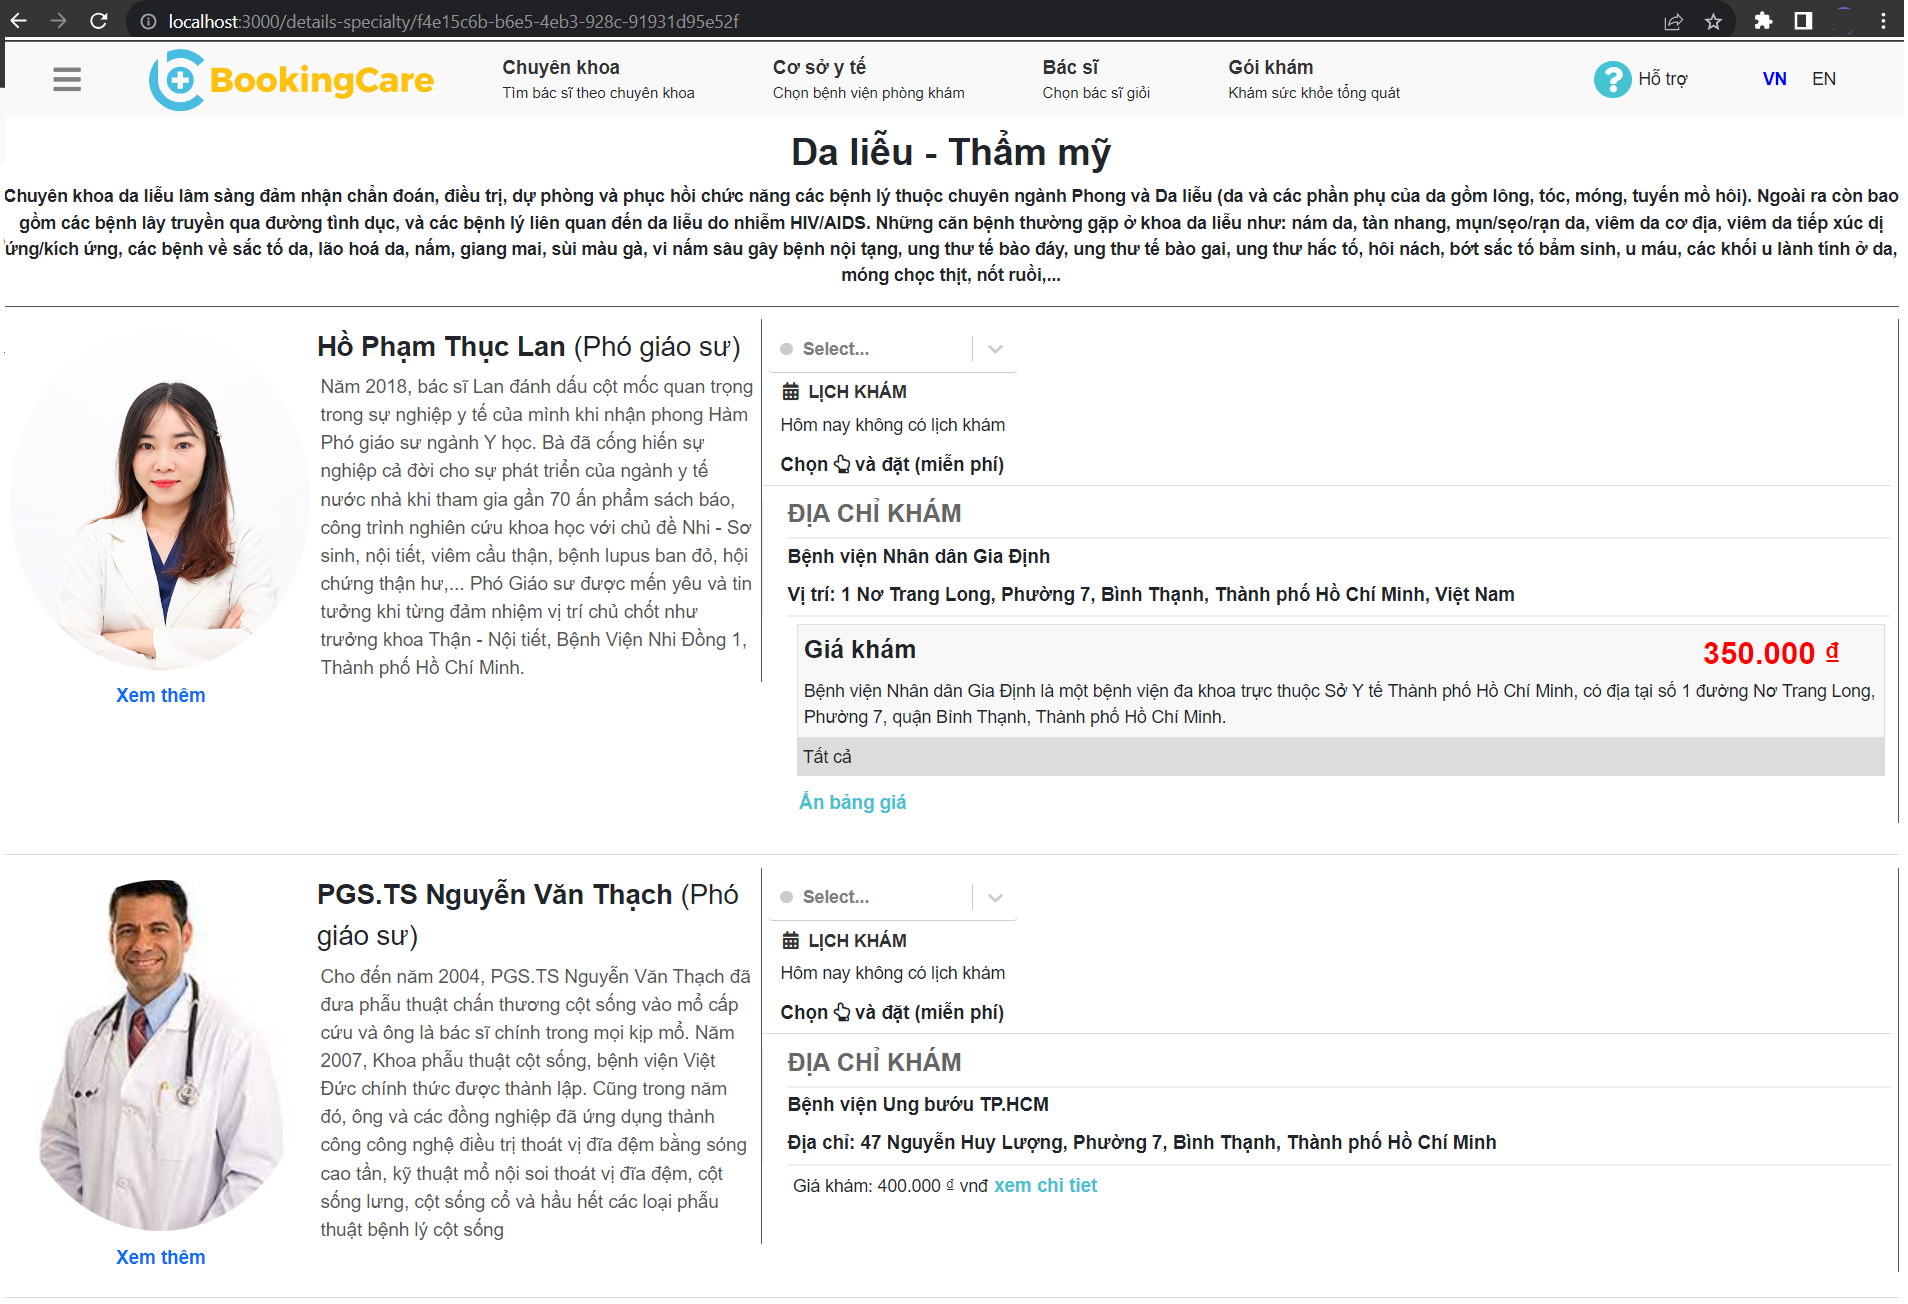 localhost:3000/details-specialty/f4e15c6b-b6e5-4eb3-928c-91931d95e52f
BookingCare
Chuyên khoa
Tìm bác sĩ theo chuyên khoa
Cơ sở y tế
Chọn bệnh viện phòng khám
Bác sĩ
Chọn bác sĩ giỏi
Gói khám
Khám sức khỏe tổng quát
Hỗ trợ
VN
EN
Da liễu - Thẩm mỹ
Chuyên khoa da liễu lâm sàng đảm nhận chẩn đoán, điều trị, dự phòng và phục hồi chức năng các bệnh lý thuộc chuyên ngành Phong và Da liễu (da và các phần phụ của da gồm lông, tóc, móng, tuyến mồ hôi). Ngoài ra còn bao
gồm các bệnh lây truyền qua đường tình dục, và các bệnh lý liên quan đến da liễu do nhiễm HIV/AIDS. Những căn bệnh thường gặp ở khoa da liễu như: nám da, tàn nhang, mụn/sẹo/rạn da, viêm da cơ địa, viêm da tiếp xúc dị
ứng/kích ứng, các bệnh về sắc tố da, lão hoá da, nấm, giang mai, sùi màu gà, vi nấm sâu gây bệnh nội tạng, ung thư tế bào đáy, ung thư tế bào gai, ung thư hắc tố, hôi nách, bớt sắc tố bẩm sinh, u máu, các khối u lành tính ở da,
móng chọc thịt, nốt ruồi,...
Hồ Phạm Thục Lan (Phó giáo sư)
Năm 2018, bác sĩ Lan đánh dấu cột mốc quan trọng
trong sự nghiệp y tế của mình khi nhận phong Hàm
Phó giáo sư ngành Y học. Bà đã cống hiến sự
nghiệp cả đời cho sự phát triển của ngành y tế
nước nhà khi tham gia gần 70 ấn phẩm sách báo,
công trình nghiên cứu khoa học với chủ đề Nhi - Sơ
sinh, nội tiết, viêm cầu thận, bệnh lupus ban đỏ, hội
chứng thận hư,... Phó Giáo sư được mến yêu và tin
tưởng khi từng đảm nhiệm vị trí chủ chốt như
trưởng khoa Thận - Nội tiết, Bệnh Viện Nhi Đồng 1,
Thành phố Hồ Chí Minh.
Xem thêm
Select...
LỊCH KHÁM
Hôm nay không có lịch khám
Chọn và đặt (miễn phí)
ĐỊA CHỈ KHÁM
Bệnh viện Nhân dân Gia Định
Vị trí: 1 Nơ Trang Long, Phường 7, Bình Thạnh, Thành phố Hồ Chí Minh, Việt Nam
Giá khám
350.000 ₫
Bệnh viện Nhân dân Gia Định là một bệnh viện đa khoa trực thuộc Sở Y tế Thành phố Hồ Chí Minh, có địa tại số 1 đường Nơ Trang Long,
Phường 7, quận Bình Thạnh, Thành phố Hồ Chí Minh.
Tất cả
Ẩn bảng giá
PGS.TS Nguyễn Văn Thạch (Phó
giáo sư)
Cho đến năm 2004, PGS.TS Nguyễn Văn Thạch đã
đưa phẫu thuật chấn thương cột sống vào mổ cấp
cứu và ông là bác sĩ chính trong mọi kịp mổ. Năm
2007, Khoa phẫu thuật cột sống, bệnh viện Việt
Đức chính thức được thành lập. Cũng trong năm
đó, ông và các đồng nghiệp đã ứng dụng thành
công công nghệ điều trị thoát vị đĩa đệm bằng sóng
cao tần, kỹ thuật mổ nội soi thoát vị đĩa đệm, cột
sống lưng, cột sống cổ và hầu hết các loại phẫu
thuật bệnh lý cột sống
Xem thêm
Select...
LỊCH KHÁM
Hôm nay không có lịch khám
Chọn và đặt (miễn phí)
ĐỊA CHỈ KHÁM
Bệnh viện Ung bướu TP.HCM
Địa chỉ: 47 Nguyễn Huy Lượng, Phường 7, Bình Thạnh, Thành phố Hồ Chí Minh
Giá khám: 400.000 ₫ vnđ xem chi tiet